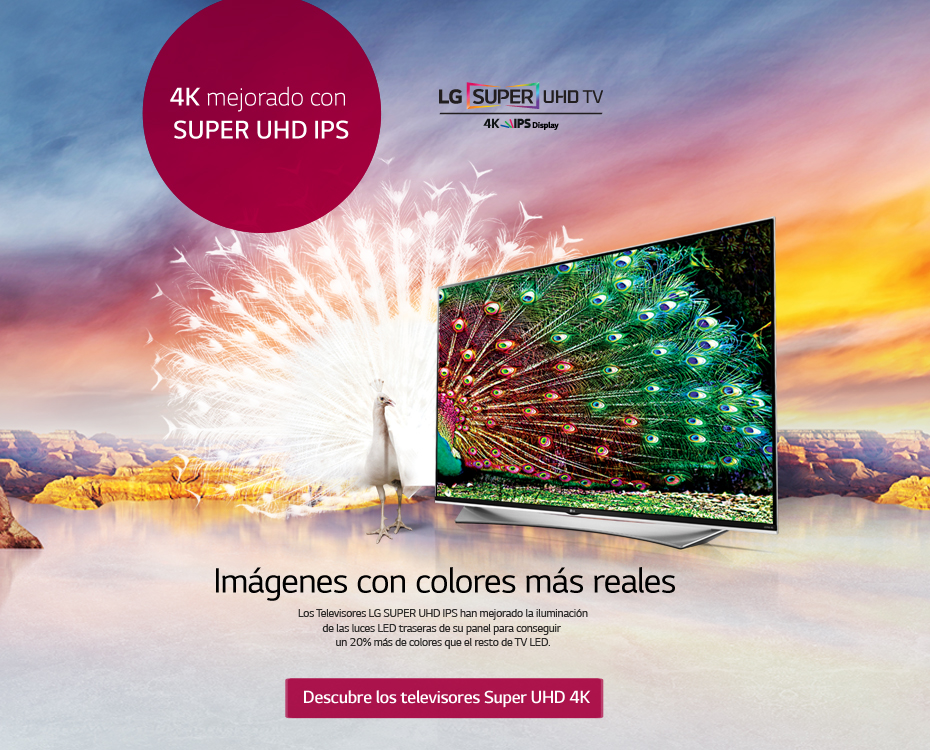 4K mejorado con
SUPER UHD IPS
LG SUPER UHD TV
4K IPS Display
Imágenes con colores más reales
Los Televisores LG SUPER UHD IPS han mejorado la iluminación
de las luces LED traseras de su panel para conseguir
un 20% más de colores que el resto de TV LED.
Descubre los televisores Super UHD 4K